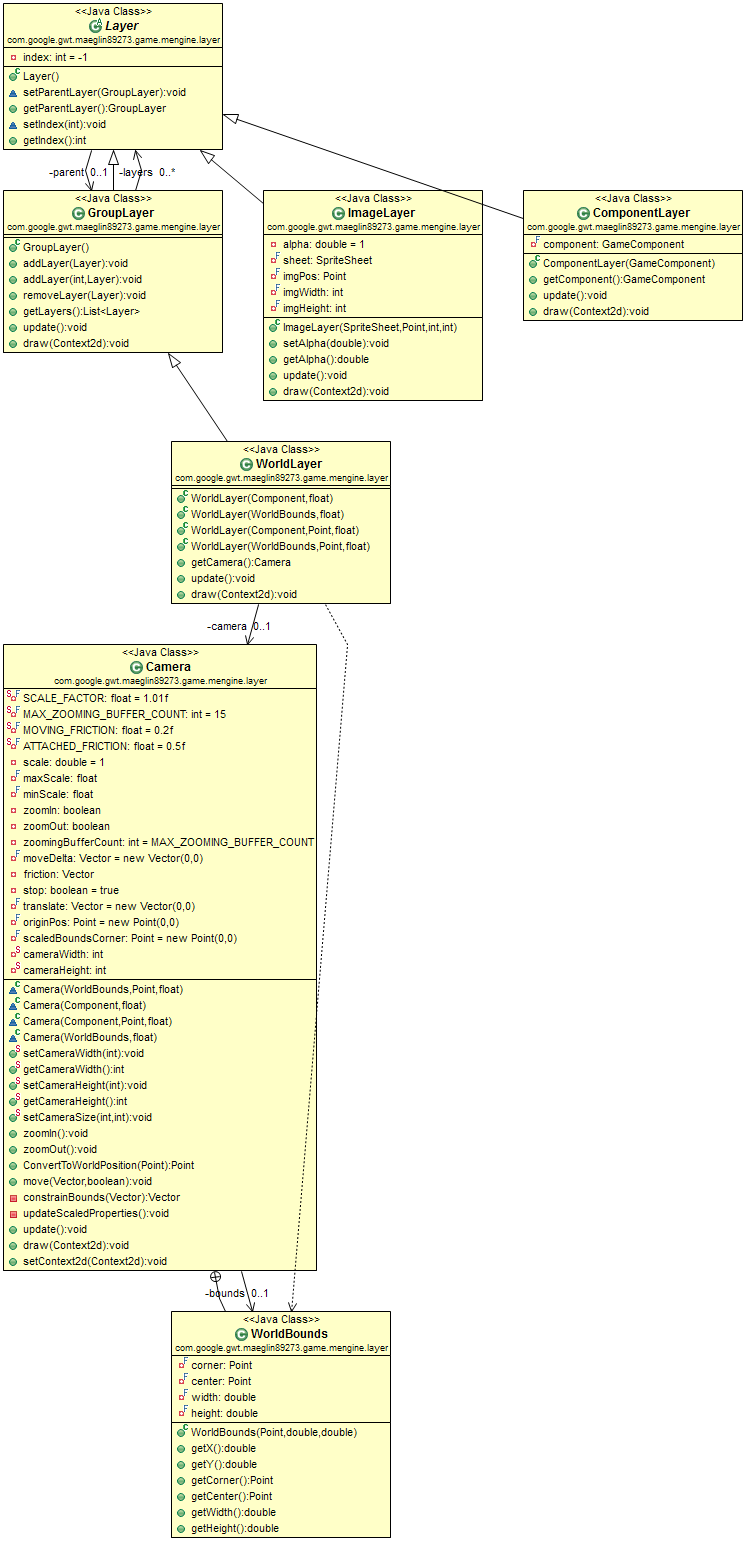 <<Java Class>>
Layer
com.google.gwt.maeglin89273.game.mengine.layer
index: int = -1
Layer()
setParentLayer(GroupLayer):void
getParentLayer():GroupLayer
setIndex(int):void
getIndex():int
-parent 0..1
-layers 0..*
<<Java Class>>
GroupLayer
com.google.gwt.maeglin89273.game.mengine.layer
GroupLayer()
addLayer(Layer):void
addLayer(int,Layer):void
removeLayer(Layer):void
getLayers():List<Layer>
update():void
draw(Context2d):void
<<Java Class>>
ImageLayer
com.google.gwt.maeglin89273.game.mengine.layer
alpha: double = 1
sheet: SpriteSheet
imgPos: Point
imgWidth: int
imgHeight: int
ImageLayer(SpriteSheet,Point,int,int)
setAlpha(double):void
getAlpha():double
update():void
draw(Context2d):void
<<Java Class>>
ComponentLayer
com.google.gwt.maeglin89273.game.mengine.layer
component: GameComponent
ComponentLayer(GameComponent)
getComponent():GameComponent
update():void
draw(Context2d):void
<<Java Class>>
WorldLayer
com.google.gwt.maeglin89273.game.mengine.layer
WorldLayer(Component,float)
WorldLayer(WorldBounds,float)
WorldLayer(Component,Point,float)
WorldLayer(WorldBounds,Point,float)
getCamera():Camera
update():void
draw(Context2d):void
-camera 0..1
<<Java Class>>
Camera
com.google.gwt.maeglin89273.game.mengine.layer
SCALE_FACTOR: float = 1.01f
MAX_ZOOMING_BUFFER_COUNT: int = 15
MOVING_FRICTION: float = 0.2f
ATTACHED_FRICTION: float = 0.5f
scale: double = 1
maxScale: float
minScale: float
zoomIn: boolean
zoomOut: boolean
zoomingBufferCount: int = MAX_ZOOMING_BUFFER_COUNT
moveDelta: Vector = new Vector(0,0)
friction: Vector
stop: boolean = true
translate: Vector = new Vector(0,0)
originPos: Point = new Point(0,0)
scaledBoundsCorner: Point = new Point(0,0)
cameraWidth: int
cameraHeight: int
Camera(WorldBounds,Point,float)
Camera(Component,float)
Camera(Component,Point,float)
Camera(WorldBounds,float)
setCameraWidth(int):void
getCameraWidth():int
setCameraHeight(int):void
getCameraHeight():int
setCameraSize(int,int):void
zoomIn():void
zoomOut():void
ConvertToWorldPosition(Point):Point
move(Vector,boolean):void
constrainBounds(Vector):Vector
updateScaledProperties():void
update():void
draw(Context2d):void
setContext2d(Context2d):void
-bounds 0..1
<<Java Class>>
WorldBounds
com.google.gwt.maeglin89273.game.mengine.layer
corner: Point
center: Point
width: double
height: double
WorldBounds(Point,double,double)
getX():double
getY():double
getCorner():Point
getCenter():Point
getWidth():double
getHeight():double